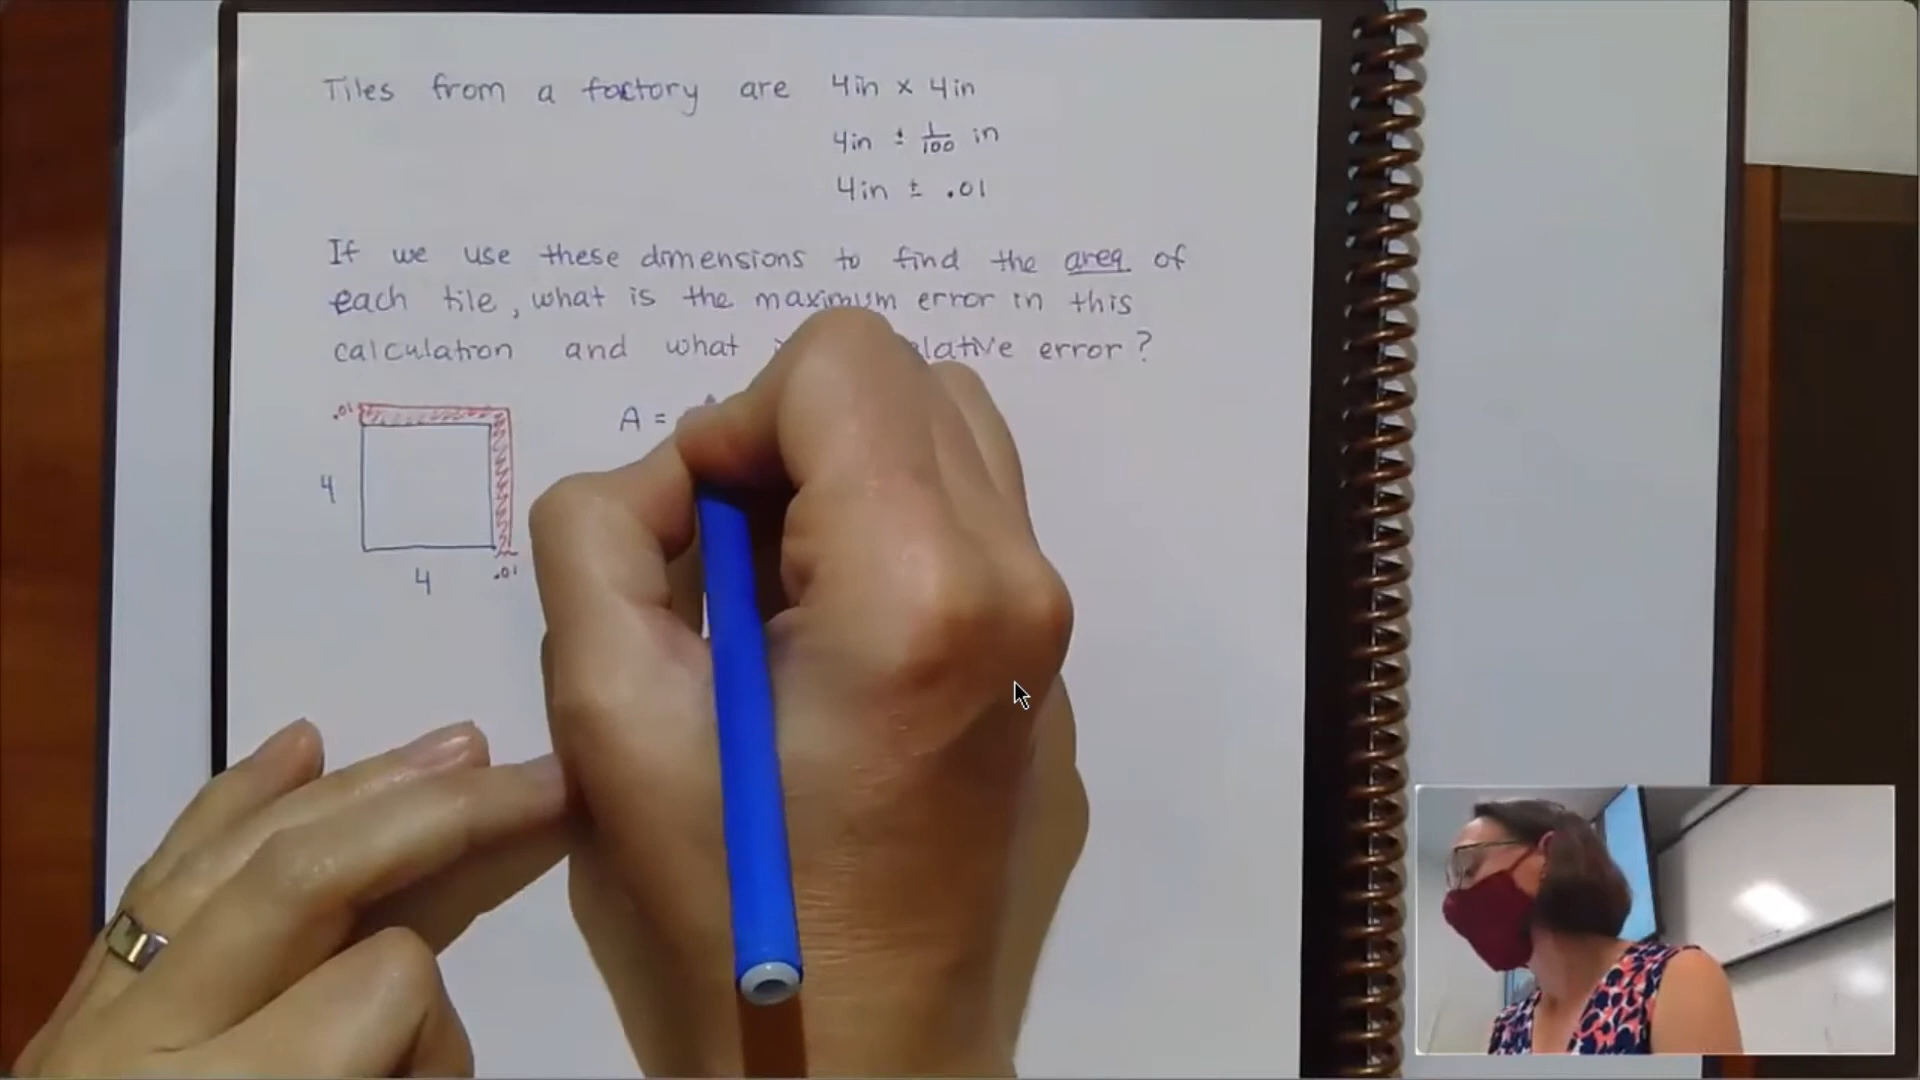 Tiles from a factory are 4in x 4in
4in ± 1/100 in
4in ± .01
If we use these dimensions to find the area of
each tile, what is the maximum error in this
calculation and what error?
.01
A =
4
4
.01